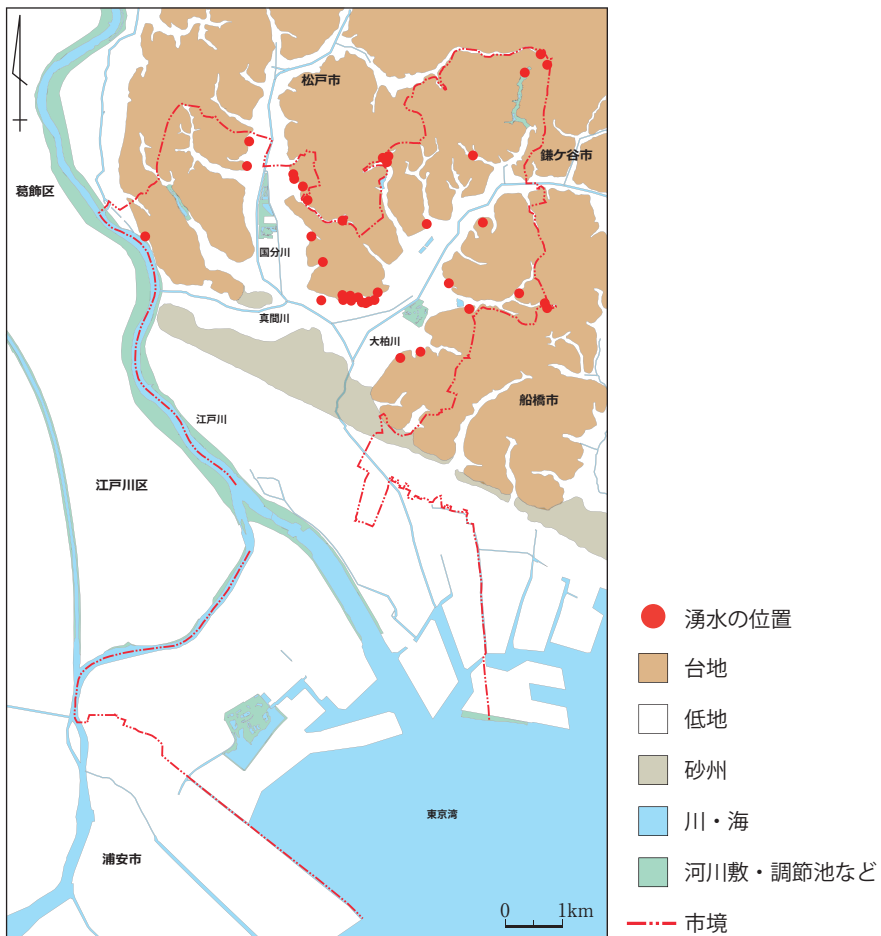 松戸市
鎌ケ谷市
葛飾区
国分川
真間川
大柏川
船橋市
江戸川
江戸川区
東京湾
浦安市
0 1km
湧水の位置
台地
低地
砂州
川・海
河川敷・調節池など
市境